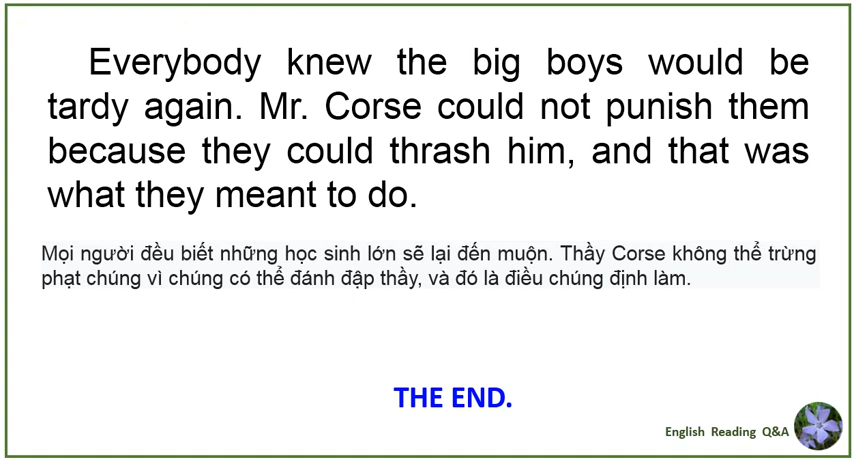 Everybody knew the big boys would be
tardy again. Mr. Corse could not punish them
because they could thrash him, and that was
what they meant to do.
Mọi người đều biết những học sinh lớn sẽ lại đến muộn. Thầy Corse không thể trừng
phạt chúng vì chúng có thể đánh đập thầy, và đó là điều chúng định làm.
THE END.
English Reading Q&A